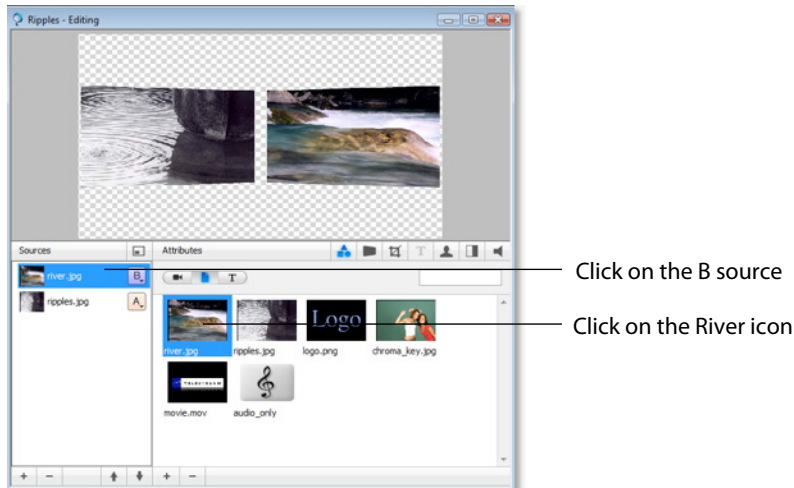 Ripples - Editing
Sources
Attributes
T
river.jpg
B
T
Click on the B source
ripples.jpg
A
Logo
Click on the River icon
river.jpg
ripples.jpg
logo.png
chroma_key.jpg
TELESTREAM
movie.mov
audio_only